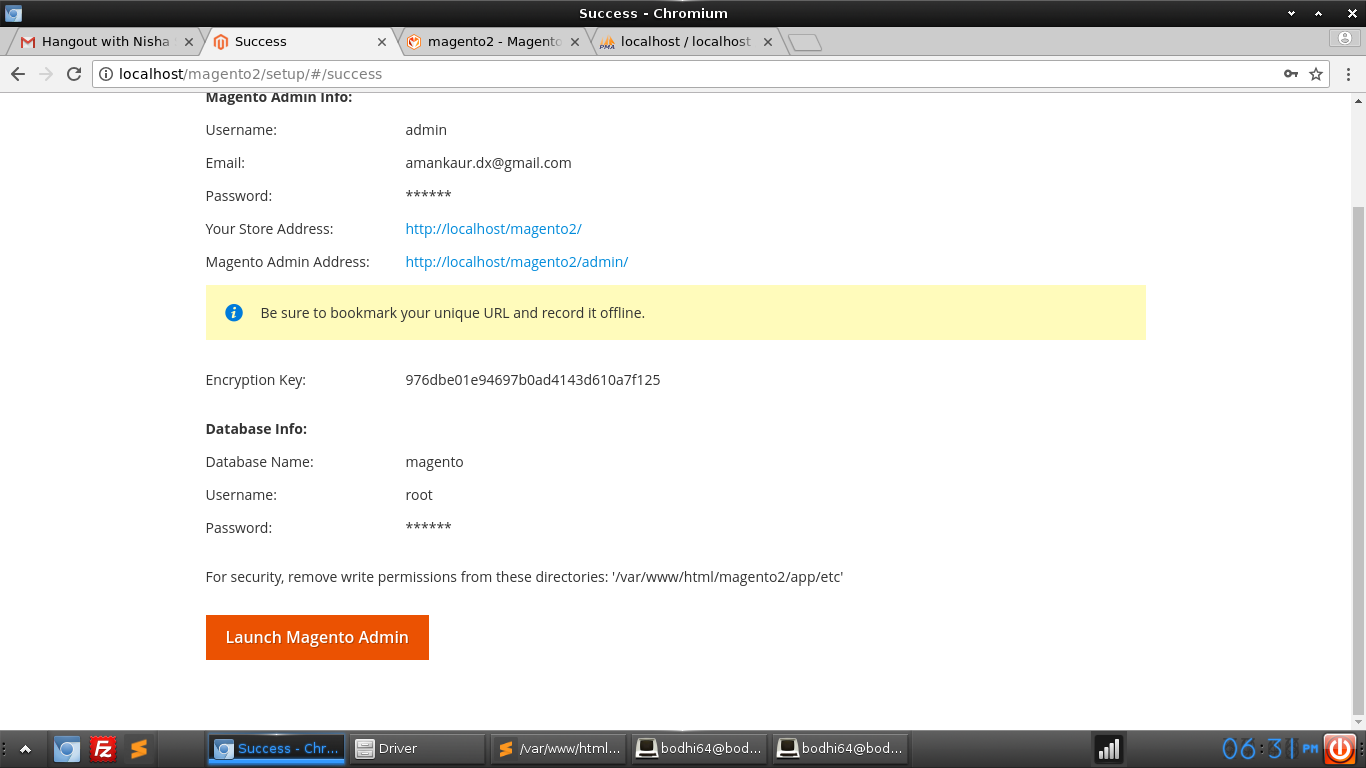 Success - Chromium
Hangout with Nisha
Success
magento2 - Magento
localhost / localhost
localhost/magento2/setup/#/success
Magento Admin Info:
Username: admin
Email: amankaur.dx@gmail.com
Password: ******
Your Store Address: http://localhost/magento2/
Magento Admin Address: http://localhost/magento2/admin/
Be sure to bookmark your unique URL and record it offline.
Encryption Key: 976dbe01e94697b0ad4143d610a7f125
Database Info:
Database Name: magento
Username: root
Password: ******
For security, remove write permissions from these directories: '/var/www/html/magento2/app/etc'
Launch Magento Admin
Success - Chr...
Driver
/var/www/html...
bodhi64@bod...
bodhi64@bod...
06:31 PM